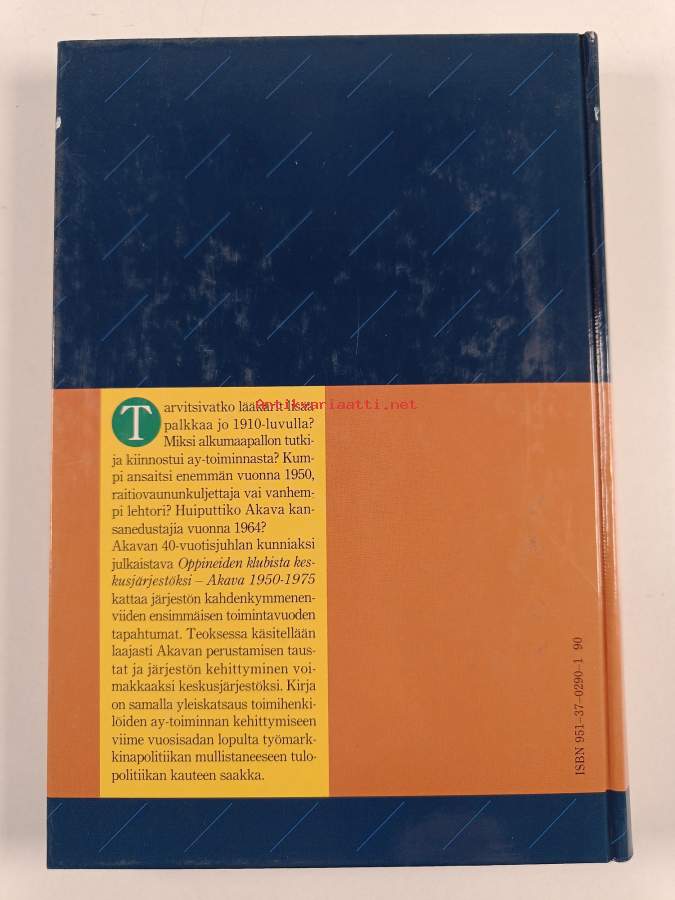 Tarvitsivatko lääkärit lisää
palkkaa jo 1910-luvulla?
Miksi alkumaapallon tutki-
ja kiinnostui ay-toiminnasta? Kum-
pi ansaitsi enemmän vuonna 1950,
raitiovaununkuljettaja vai vanhem-
pi lehtori? Huiputtiko Akava kan-
sanedustajia vuonna 1964?
Akavan 40-vuotisjuhlan kunniaksi
julkaistava Oppineiden klubista kes-
kusjärjestöksi – Akava 1950-1975
kattaa järjestön kahdenkymmenen-
viiden ensimmäisen toimintavuoden
tapahtumat. Teoksessa käsitellään
laajasti Akavan perustamisen taus-
tat ja järjestön kehittyminen voi-
makkaaksi keskusjärjestöksi. Kirja
on samalla yleiskatsaus toimihenki-
löiden ay-toiminnan kehittymiseen
viime vuosisadan lopulta työmark-
kinapolitiikan mullistaneeseen tulo-
politiikan kauteen saakka.
Antikvariaatti.net
ISBN 951-37-0290-1 90